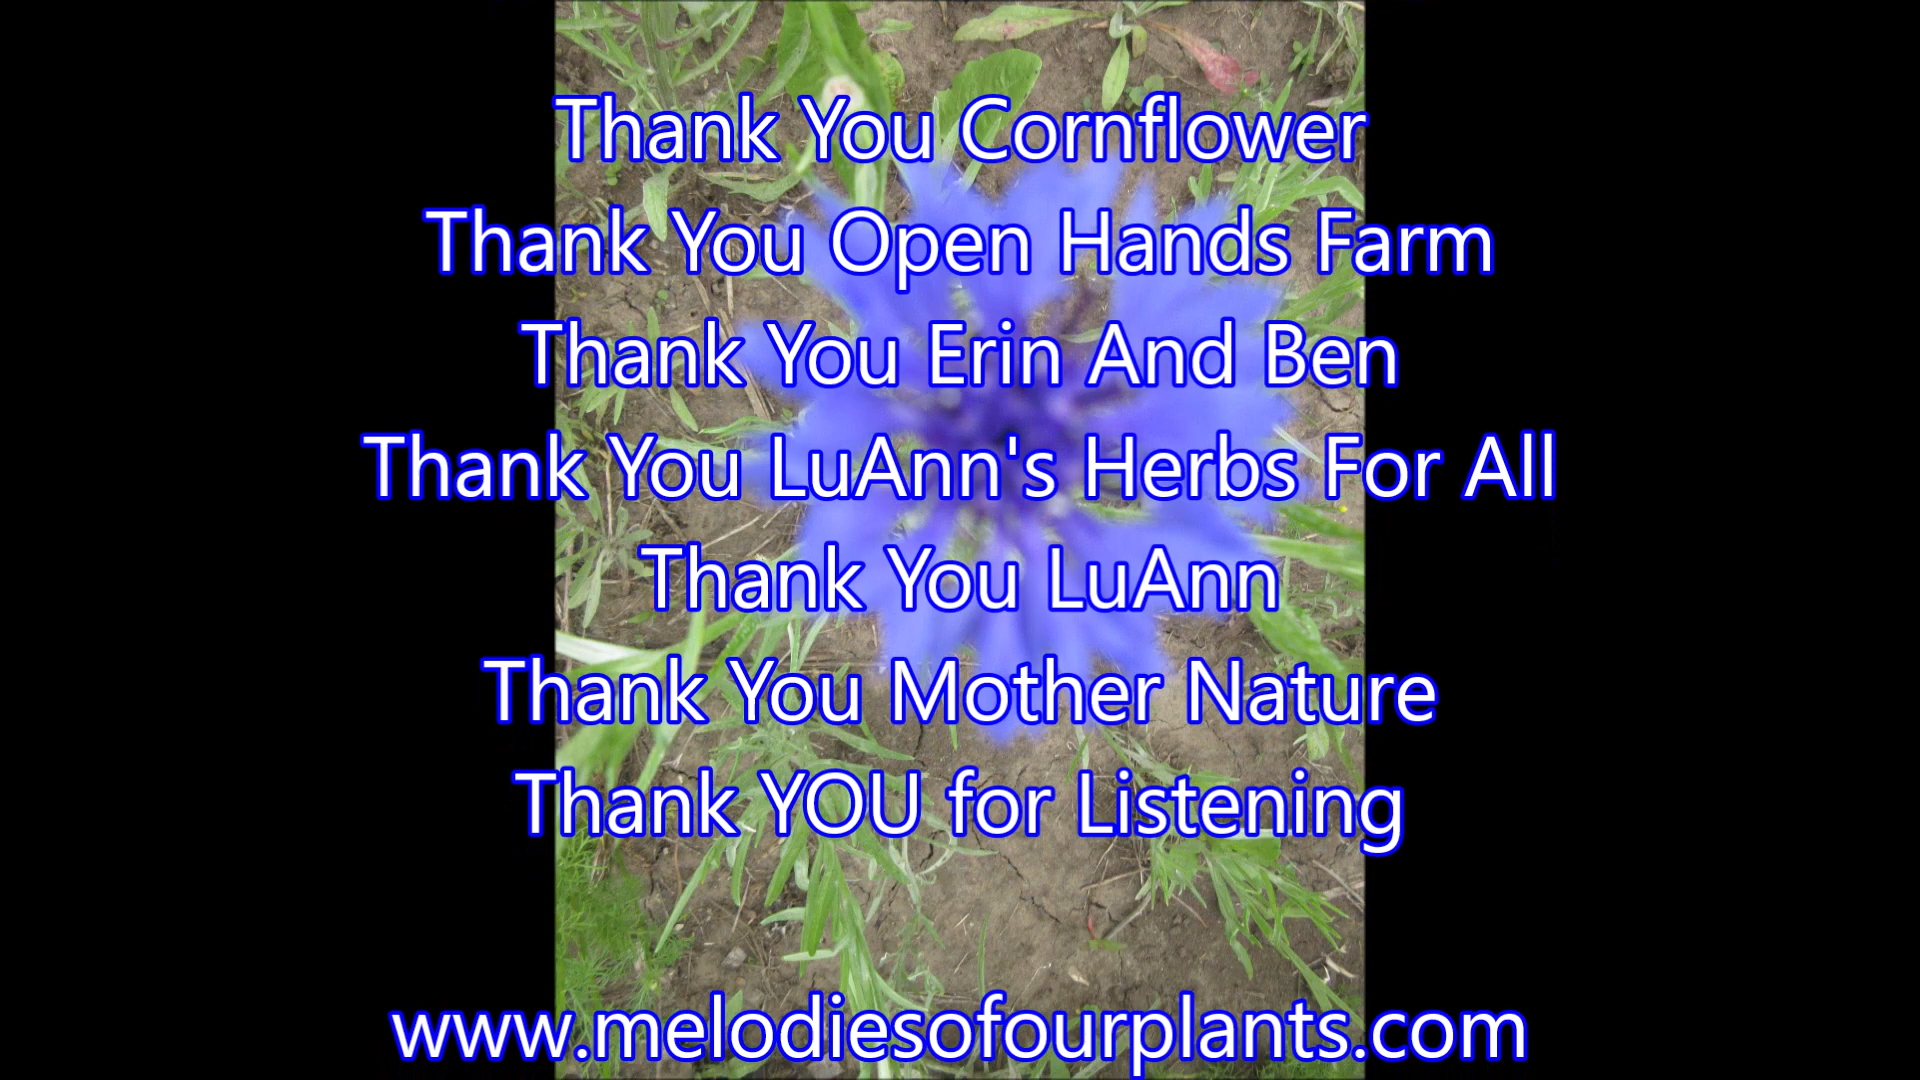 Thank You Cornflower
Thank You Open Hands Farm
Thank You Erin And Ben
Thank You LuAnn's Herbs For All
Thank You LuAnn
Thank You Mother Nature
Thank YOU for Listening
www.melodiesofourplants.com